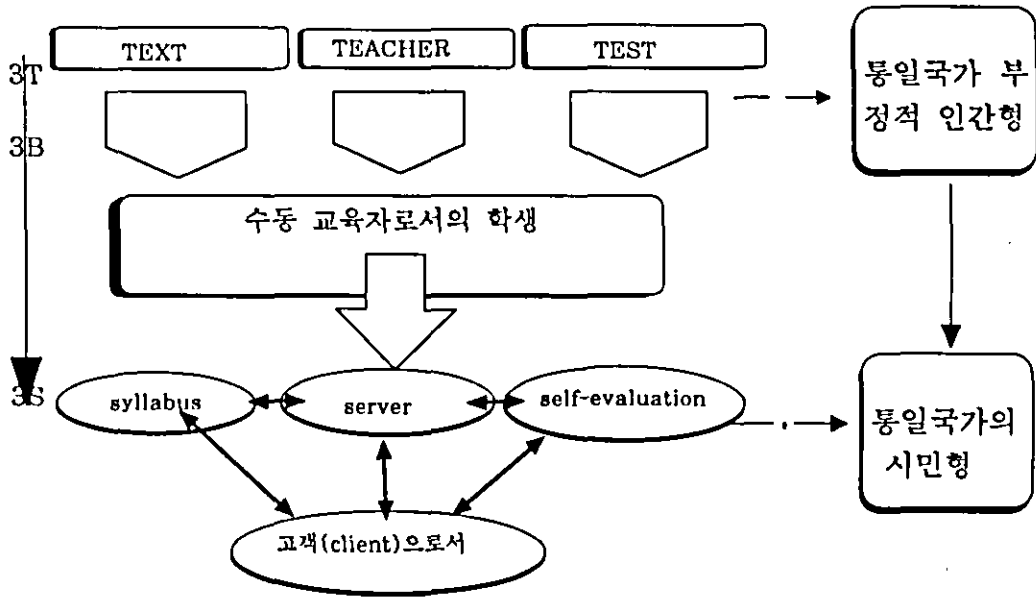 TEXT
TEACHER
TEST
3T
통일국가 부
정적 인간형
3B
수동 교육자로서의 학생
3S
syllabus
server
self-evaluation
통일국가의
시민형
고객(client)으로서